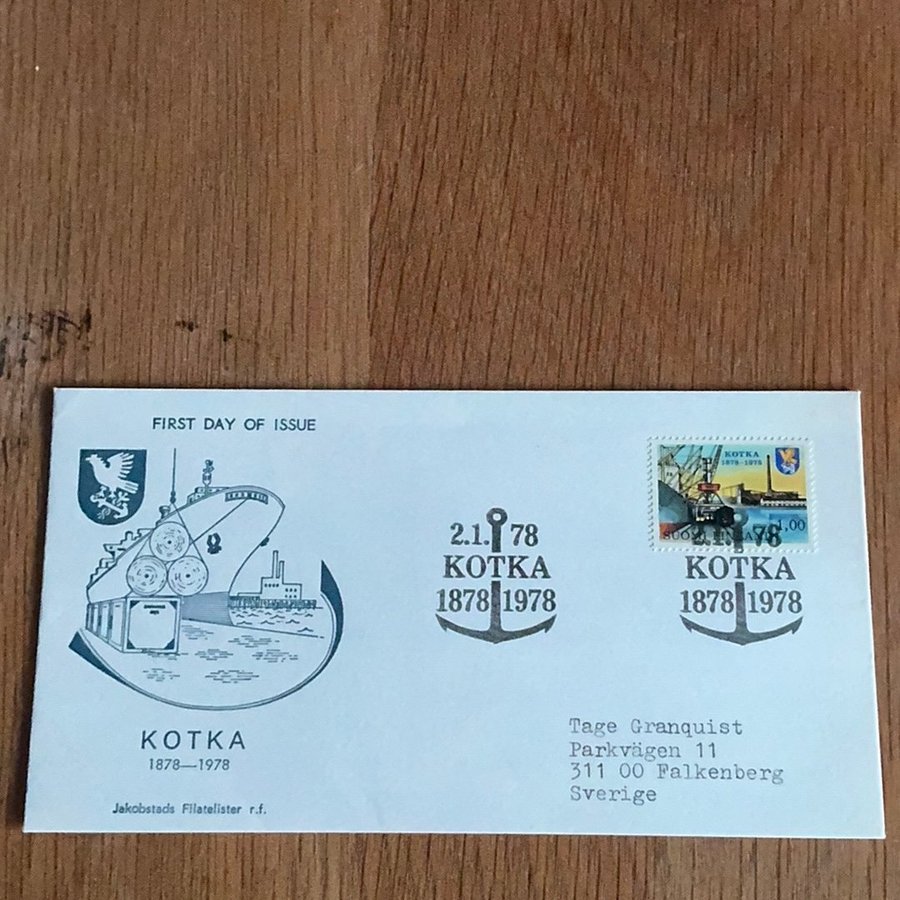 FIRST DAY OF ISSUE
KOTKA
1878-1978
1,00
SUOMI FINLAND
2.1. 78
KOTKA
1878 1978
2.1. 78
KOTKA
1878 1978
KOTKA
1878—1978
Jakobstads Filatelister r.f.
Tage Granquist
Parkvägen 11
311 00 Falkenberg
Sverige